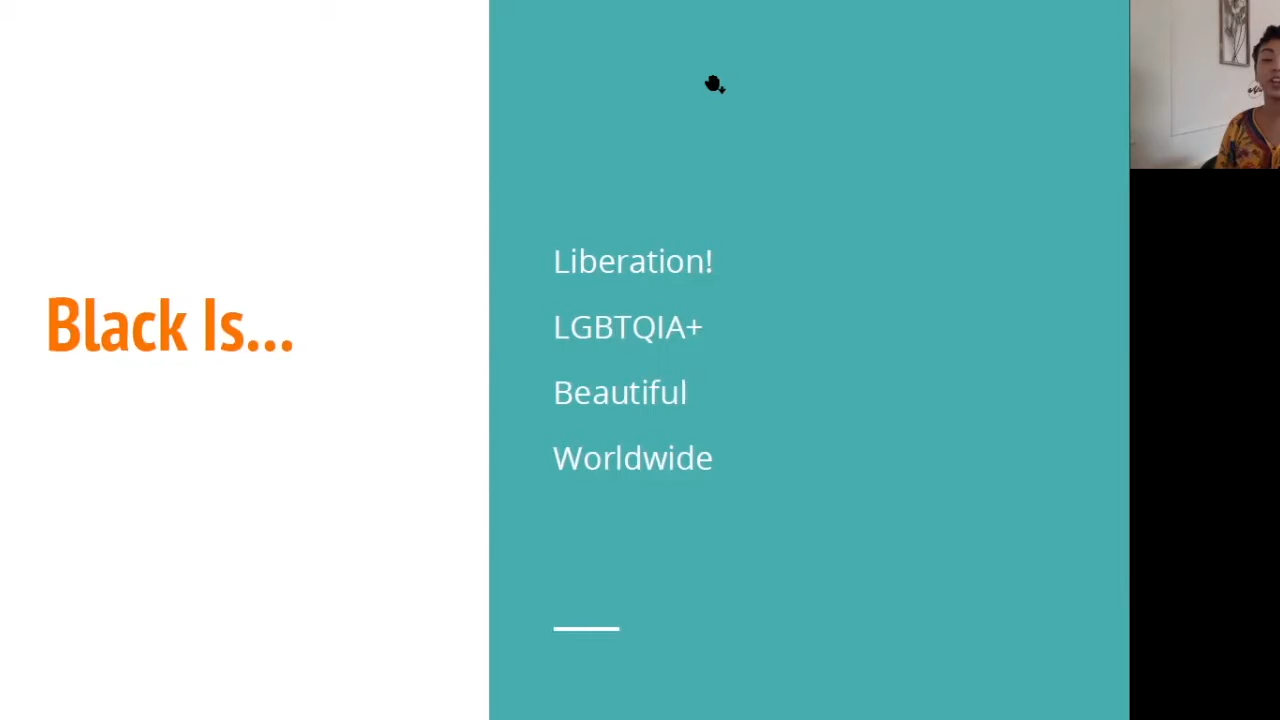 Black Is...
Liberation!
LGBTQIA+
Beautiful
Worldwide